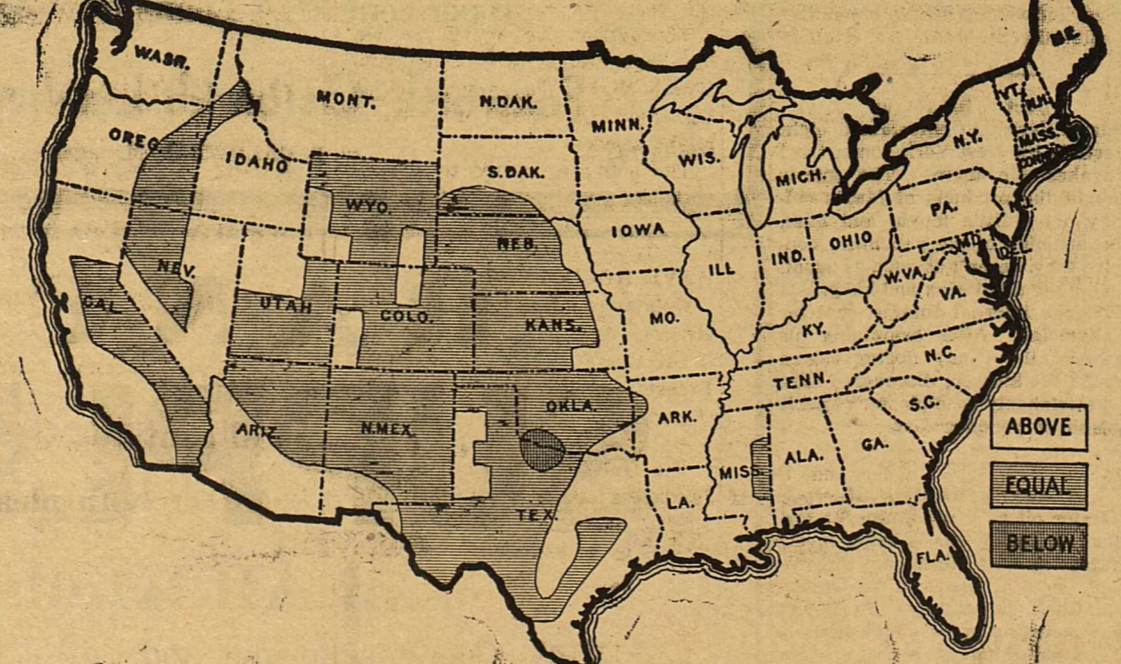 WASH.
MONT.
N.DAK.
MINN.
ME.
VT.
N.H.
OREG.
IDAHO
S.DAK.
WIS.
MICH.
N.Y.
MASS.
CONN.
WYO.
NEB.
IOWA
ILL
IND.
OHIO
PA.
MD.
W.VA.
VA.
NEV.
CAL.
UTAH
COLO.
KANS.
MO.
KY.
N.C.
TENN.
S.C.
ARIZ.
N.MEX.
OKLA.
ARK.
MISS.
ALA.
GA.
TEX.
LA.
FLA.
ABOVE
EQUAL
BELOW